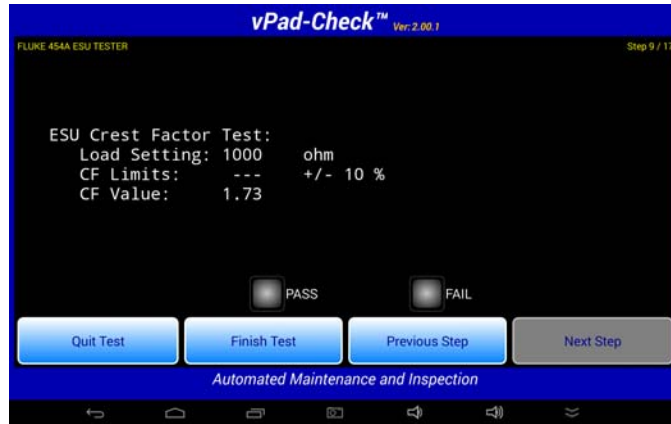 vPad-Check™ Ver: 2.00.1
FLUKE 454A ESU TESTER Step 9 / 17
ESU Crest Factor Test:
Load Setting: 1000 ohm
CF Limits: --- +/- 10 %
CF Value: 1.73
PASS FAIL
Quit Test Finish Test Previous Step Next Step
Automated Maintenance and Inspection